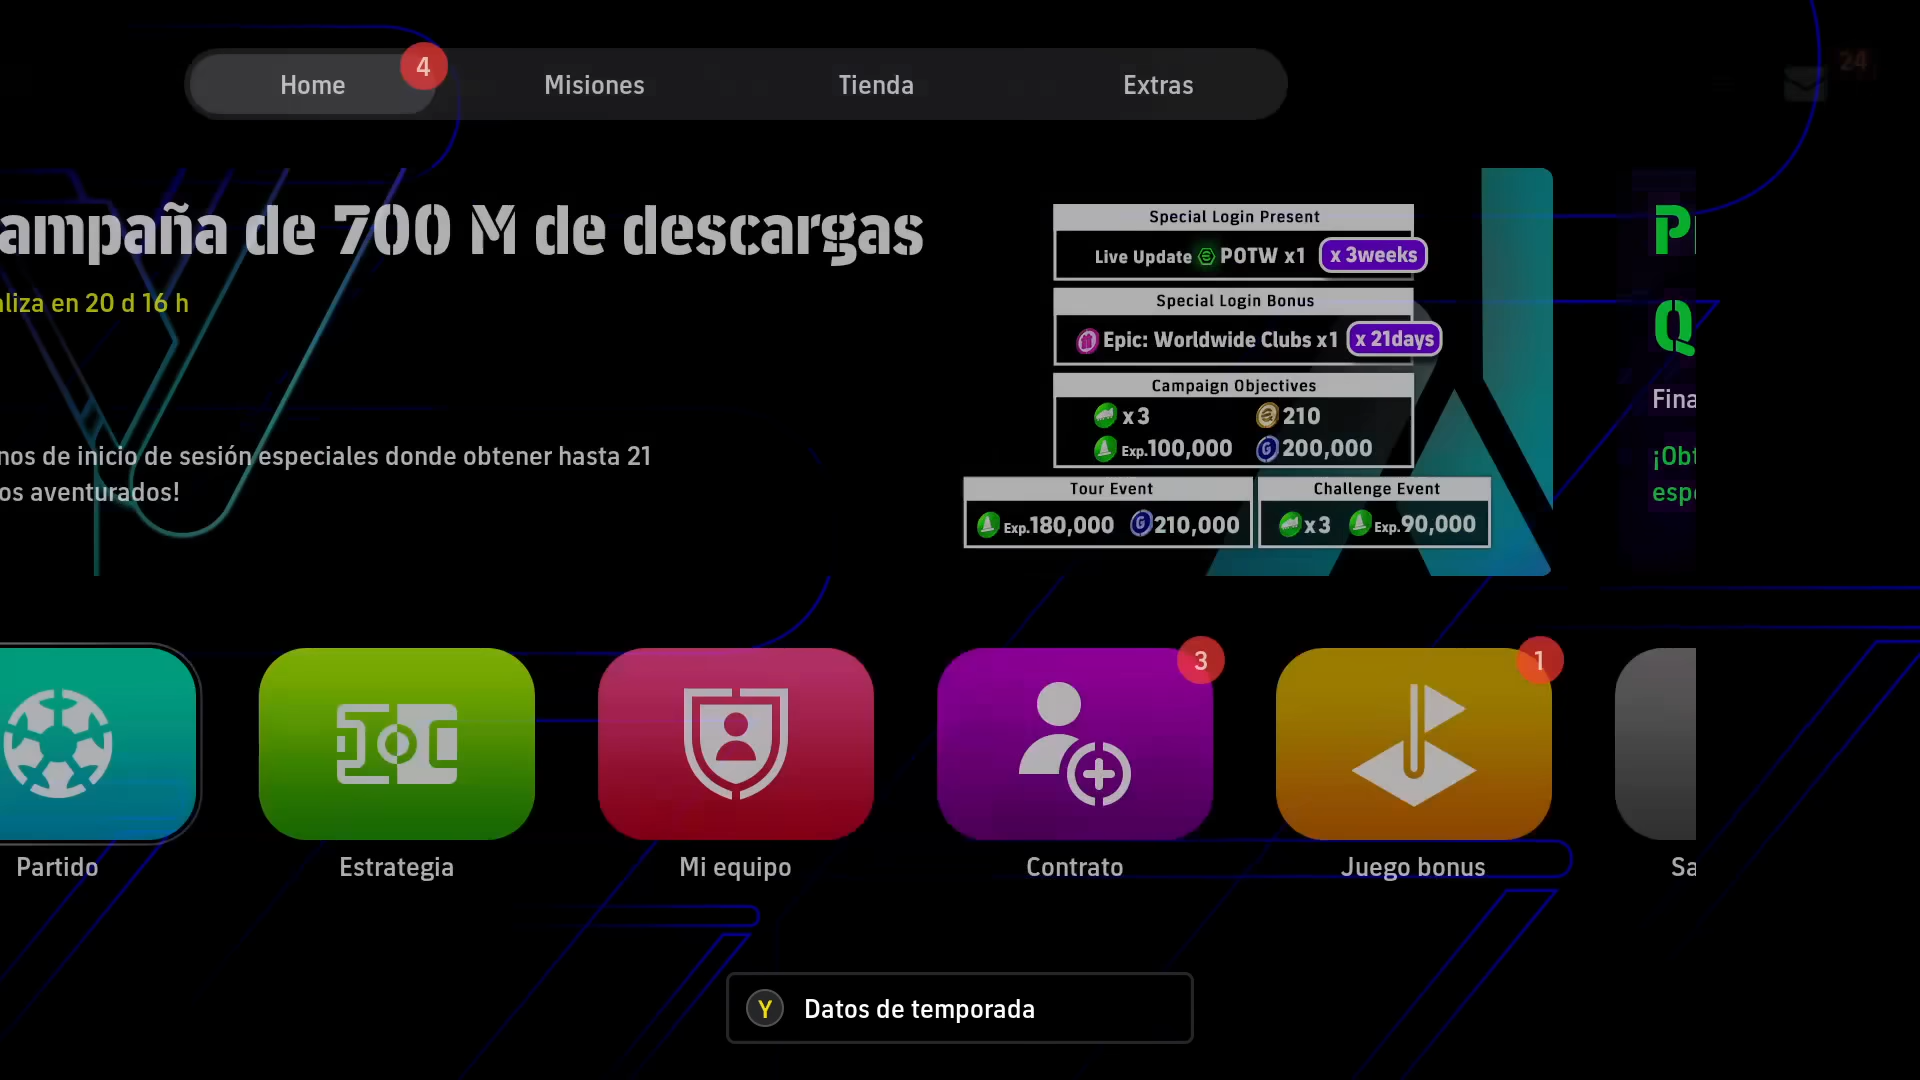 Home
4
Misiones
Tienda
Extras
24
ampaña de 700 M de descargas
aliza en 20 d 16 h
nos de inicio de sesión especiales donde obtener hasta 21
os aventurados!
Special Login Present
Live Update POTW x1 x 3weeks
Special Login Bonus
Epic: Worldwide Clubs x1 x 21days
Campaign Objectives
x3 210
Exp.100,000 200,000
Tour Event
Exp.180,000 210,000
Challenge Event
x3 Exp.90,000
P
Q
Fina
¡Obt
espe
3
1
Partido
Estrategia
Mi equipo
Contrato
Juego bonus
Sa
Y Datos de temporada